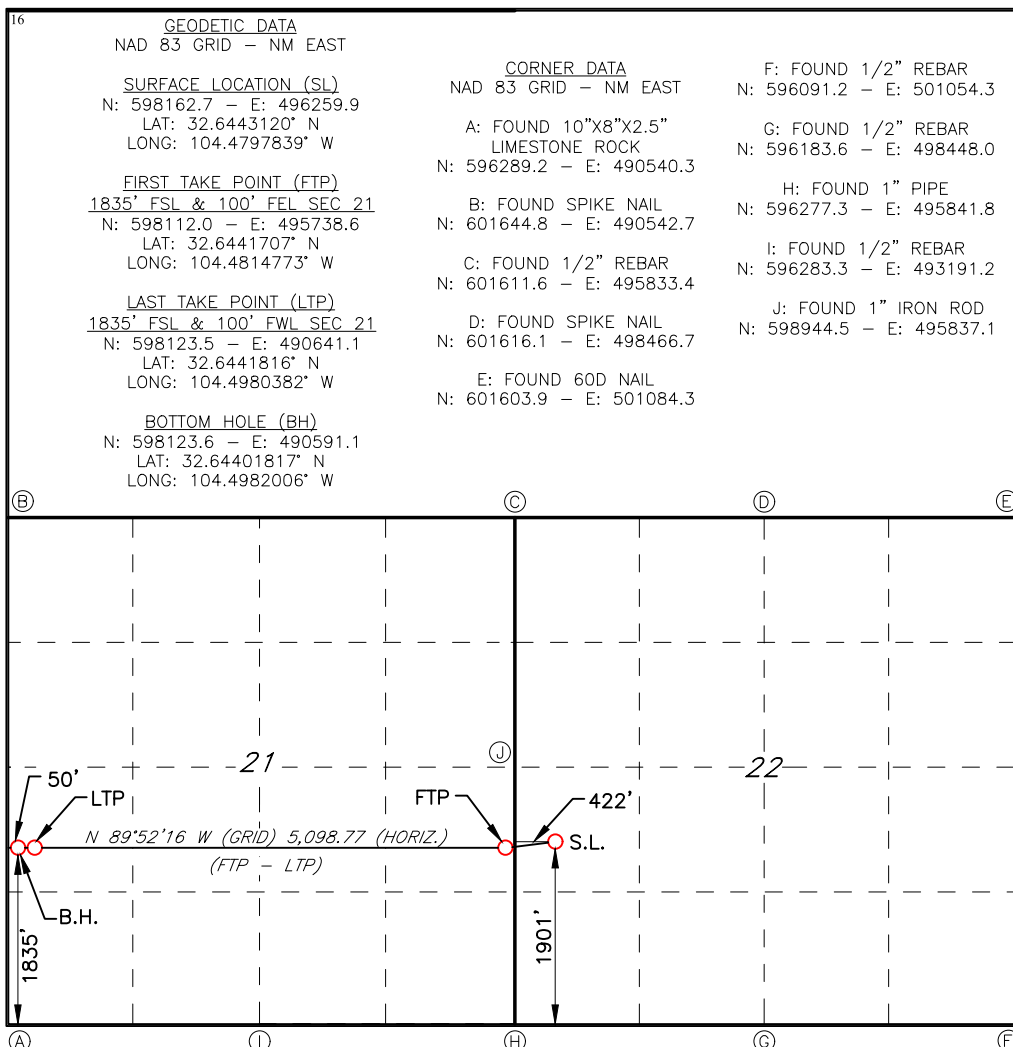 16
GEODETIC DATA
NAD 83 GRID – NM EAST
SURFACE LOCATION (SL)
N: 598162.7 – E: 496259.9
LAT: 32.6443120° N
LONG: 104.4797839° W
FIRST TAKE POINT (FTP)
1835' FSL & 100' FEL SEC 21
N: 598112.0 – E: 495738.6
LAT: 32.6441707° N
LONG: 104.4814773° W
LAST TAKE POINT (LTP)
1835' FSL & 100' FWL SEC 21
N: 598123.5 – E: 490641.1
LAT: 32.6441816° N
LONG: 104.4980382° W
BOTTOM HOLE (BH)
N: 598123.6 – E: 490591.1
LAT: 32.64401817° N
LONG: 104.4982006° W
CORNER DATA
NAD 83 GRID – NM EAST
A: FOUND 10"X8"X2.5"
LIMESTONE ROCK
N: 596289.2 – E: 490540.3
B: FOUND SPIKE NAIL
N: 601644.8 – E: 490542.7
C: FOUND 1/2" REBAR
N: 601611.6 – E: 495833.4
D: FOUND SPIKE NAIL
N: 601616.1 – E: 498466.7
E: FOUND 60D NAIL
N: 601603.9 – E: 501084.3
F: FOUND 1/2" REBAR
N: 596091.2 – E: 501054.3
G: FOUND 1/2" REBAR
N: 596183.6 – E: 498448.0
H: FOUND 1" PIPE
N: 596277.3 – E: 495841.8
I: FOUND 1/2" REBAR
N: 596283.3 – E: 493191.2
J: FOUND 1" IRON ROD
N: 598944.5 – E: 495837.1
B
C
D
E
21
J
22
50'
LTP
FTP
422'
N 89°52'16 W (GRID) 5,098.77 (HORIZ.)
S.L.
(FTP – LTP)
B.H.
1835'
1901'
A
I
H
G
F